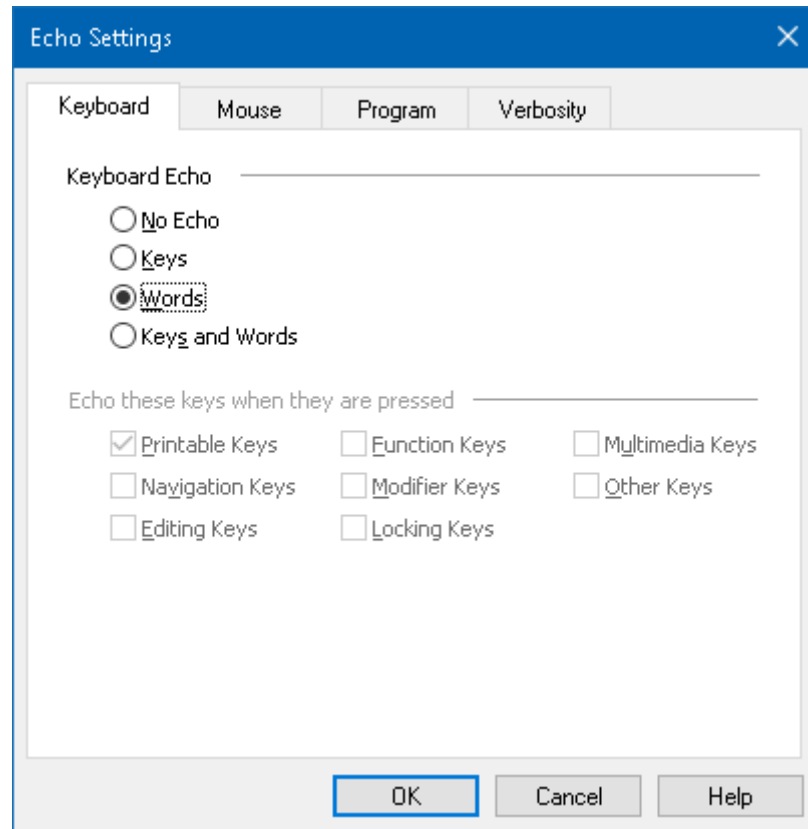 Echo Settings
Keyboard Mouse Program Verbosity
Keyboard Echo
No Echo
Keys
Words
Keys and Words
Echo these keys when they are pressed
Printable Keys Function Keys Multimedia Keys
Navigation Keys Modifier Keys Other Keys
Editing Keys Locking Keys
OK Cancel Help